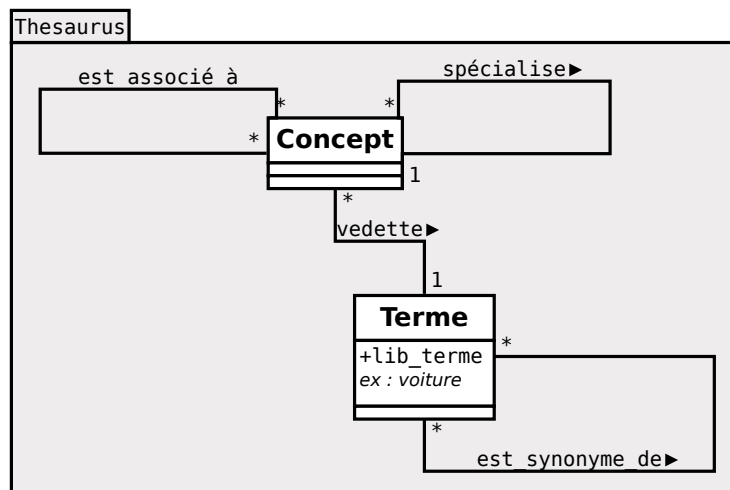 Thesaurus
est associé à
spécialise▶
*
*
*
Concept
1
*
vedette▶
1
Terme
+lib_terme
*
ex : voiture
*
est_synonyme_de▶